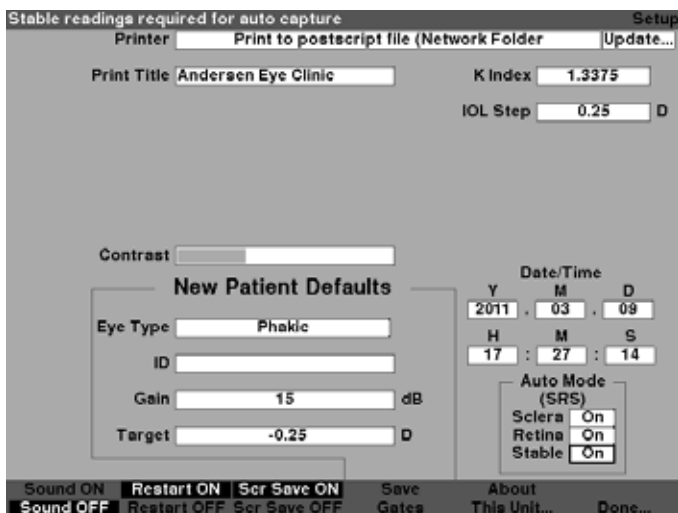 Stable readings required for auto capture Setup
Printer Print to postscript file (Network Folder Update...
Print Title Andersen Eye Clinic K Index 1.3375
IOL Step 0.25 D
Contrast
Date/Time
New Patient Defaults Y M D
2011 . 03 . 09
Eye Type Phakic H M S
17 : 27 : 14
ID
Auto Mode
(SRS)
Gain 15 dB
Sclera On
Target -0.25 D Retina On
Stable On
Sound ON Restart ON Scr Save ON Save About
Sound OFF Restart OFF Scr Save OFF Gates This Unit... Done...